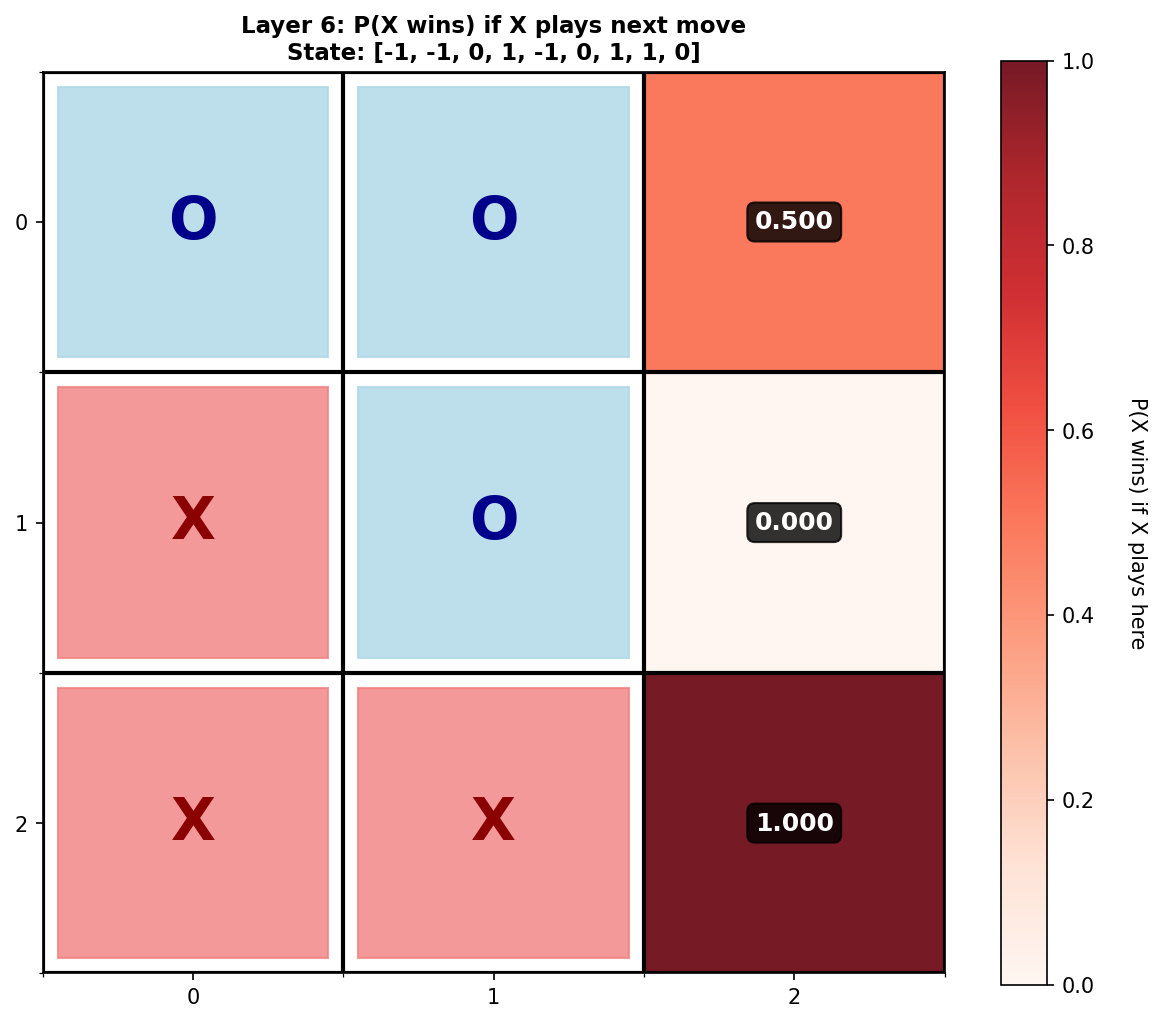 Layer 6: P(X wins) if X plays next move
State: [-1, -1, 0, 1, -1, 0, 1, 1, 0]
0
O
O
0.500
1
X
O
0.000
2
X
X
1.000
0
1
2
1.0
0.8
0.6
0.4
0.2
0.0
P(X wins) if X plays here